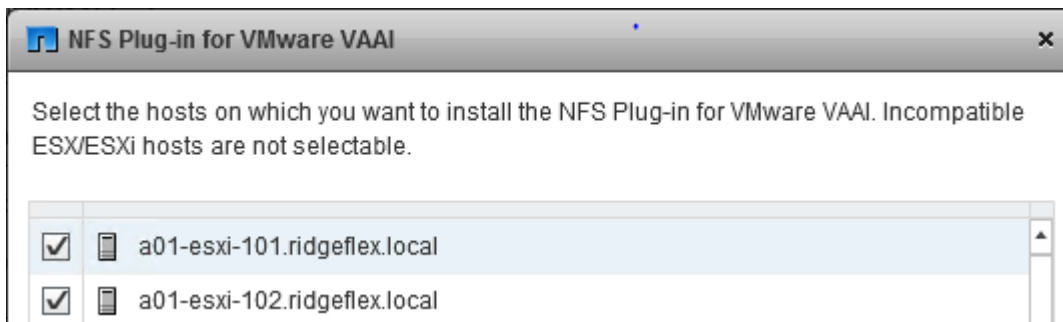 NFS Plug-in for VMware VAAI
Select the hosts on which you want to install the NFS Plug-in for VMware VAAI. Incompatible
ESX/ESXi hosts are not selectable.
a01-esxi-101.ridgeflex.local
a01-esxi-102.ridgeflex.local